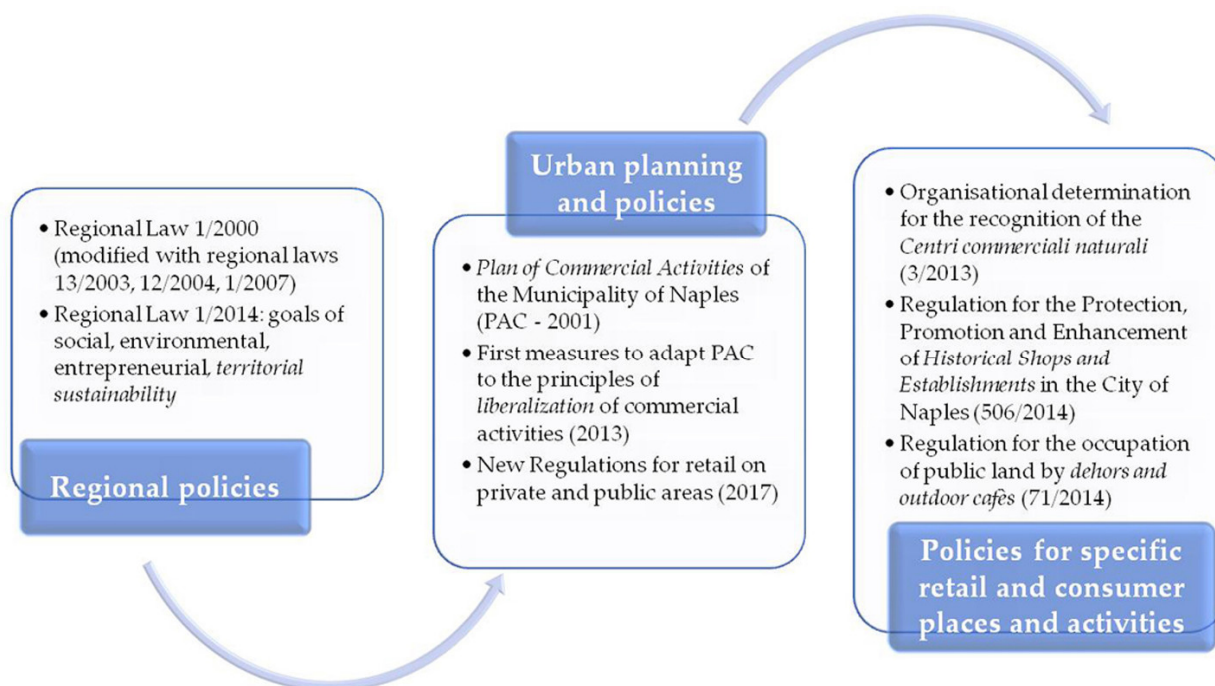 • Regional Law 1/2000
(modified with regional laws
13/2003, 12/2004, 1/2007)
• Regional Law 1/2014: goals of
social, environmental,
entrepreneurial, territorial
sustainability
Regional policies
Urban planning
and policies
• Plan of Commercial Activities of
the Municipality of Naples
(PAC - 2001)
• First measures to adapt PAC
to the principles of
liberalization of commercial
activities (2013)
• New Regulations for retail on
private and public areas (2017)
• Organisational determination
for the recognition of the
Centri commerciali naturali
(3/2013)
• Regulation for the Protection,
Promotion and Enhancement
of Historical Shops and
Establishments in the City of
Naples (506/2014)
• Regulation for the occupation
of public land by dehors and
outdoor cafès (71/2014)
Policies for specific
retail and consumer
places and activities